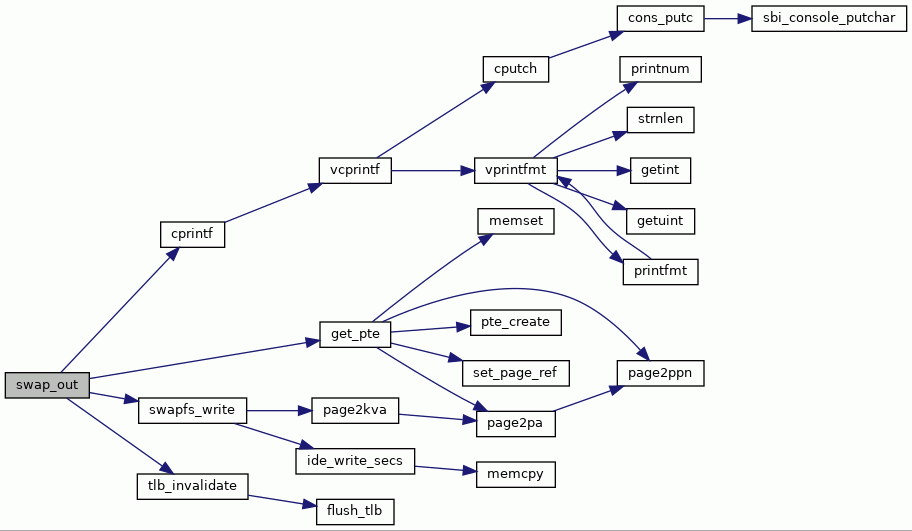 cons_putc
sbi_console_putchar
cputch
printnum
strnlen
vcprintf
vprintfmt
getint
memset
getuint
cprintf
printfmt
pte_create
get_pte
set_page_ref
page2ppn
swap_out
swapfs_write
page2kva
page2pa
ide_write_secs
memcpy
tlb_invalidate
flush_tlb